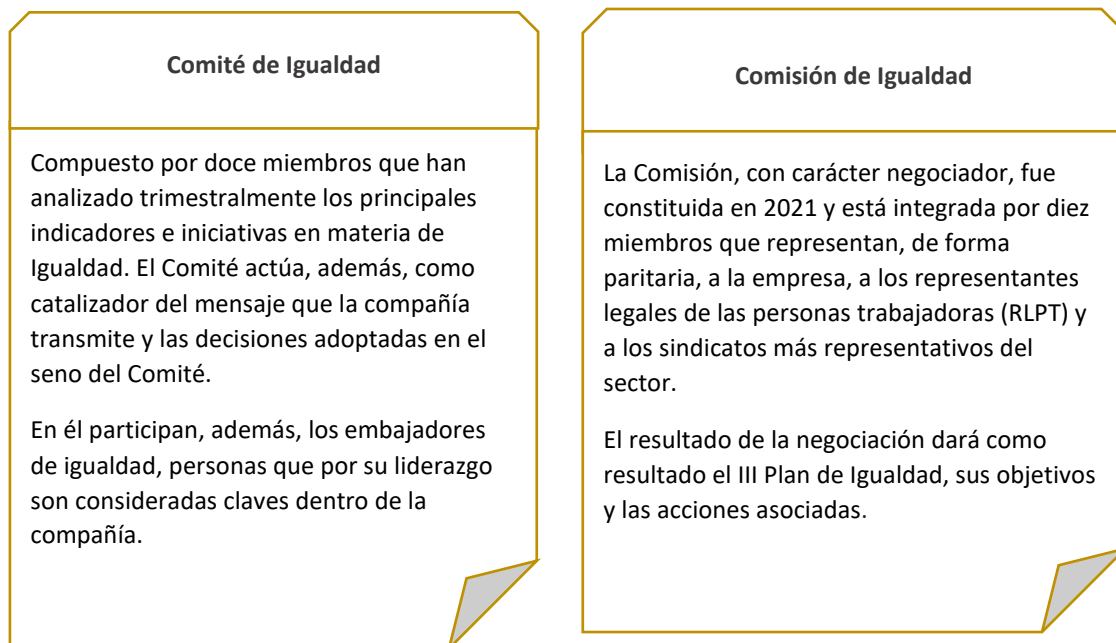 Comité de Igualdad
Compuesto por doce miembros que han
analizado trimestralmente los principales
indicadores e iniciativas en materia de
Igualdad. El Comité actúa, además, como
catalizador del mensaje que la compañía
transmite y las decisiones adoptadas en el
seno del Comité.
En él participan, además, los embajadores
de igualdad, personas que por su liderazgo
son consideradas claves dentro de la
compañía.
Comisión de Igualdad
La Comisión, con carácter negociador, fue
constituida en 2021 y está integrada por diez
miembros que representan, de forma
paritaria, a la empresa, a los representantes
legales de las personas trabajadoras (RLPT) y
a los sindicatos más representativos del
sector.
El resultado de la negociación dará como
resultado el III Plan de Igualdad, sus objetivos
y las acciones asociadas.